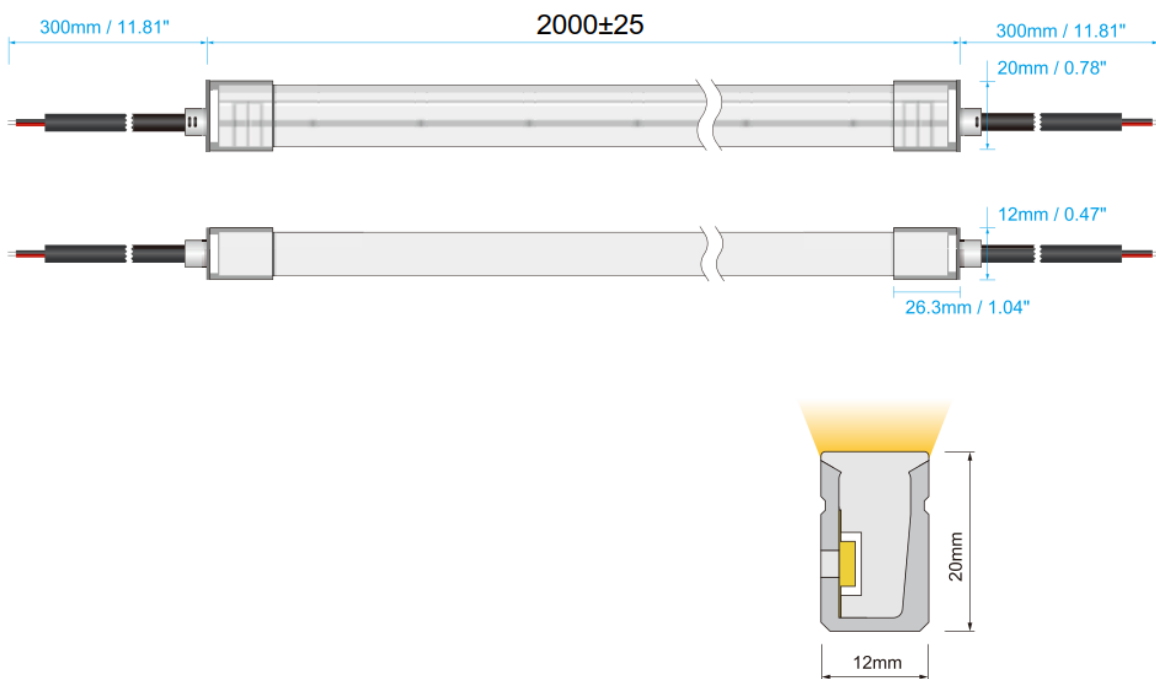 300mm / 11.81"
2000±25
300mm / 11.81"
20mm / 0.78"
12mm / 0.47"
26.3mm / 1.04"
20mm
12mm